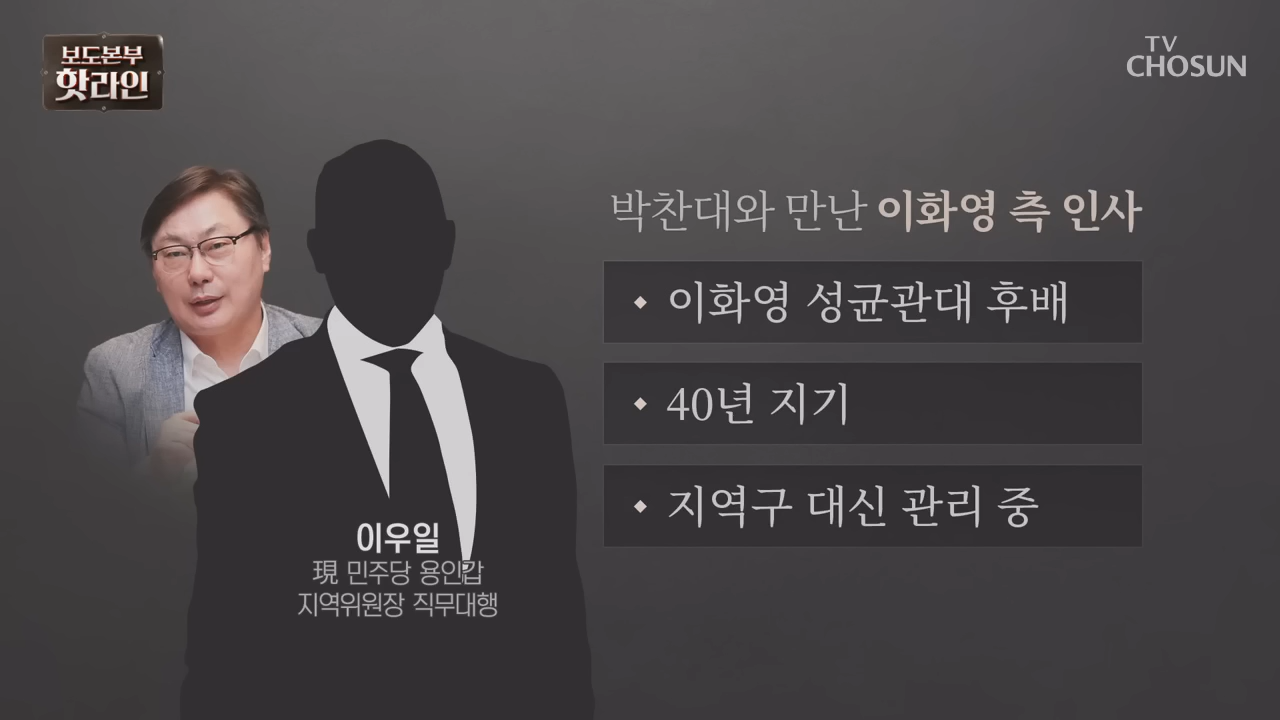 보도본부
핫라인
TV
CHOSUN
박찬대와 만난 이화영 측 인사
이화영 성균관대 후배
40년 지기
지역구 대신 관리 중
이우일
現 민주당 용인갑
지역위원장 직무대행